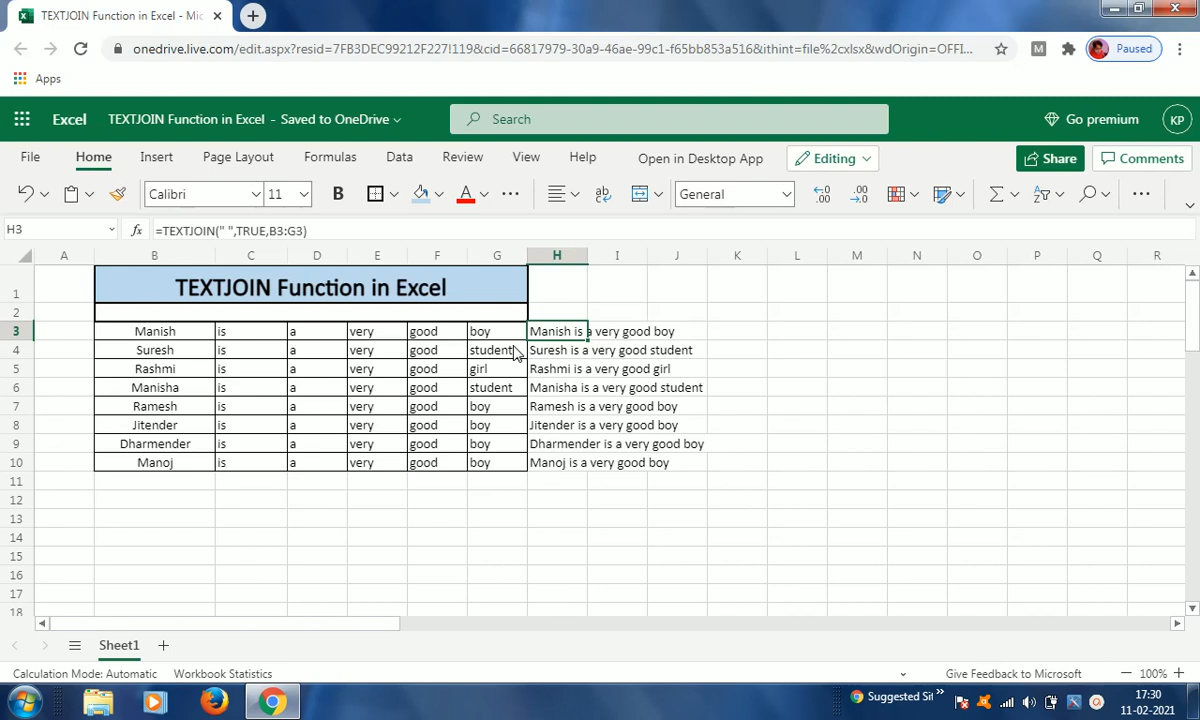 TEXTJOIN Function in Excel - Mic
onedrive.live.com/edit.aspx?resid=7FB3DEC99212F227!119&cid=66817979-30a9-46ae-99c1-f65bb853a516&ithint=file%2cxlsx&wdOrigin=OFFI...
M
Paused
Apps
Excel
TEXTJOIN Function in Excel - Saved to OneDrive
Search
Go premium
KP
File Home Insert Page Layout Formulas Data Review View Help Open in Desktop App Editing Share Comments
Calibri 11 B A ab General .00 .00
H3 fx =TEXTJOIN(" ",TRUE,B3:G3)
A B C D E F G H I J K L M N O P Q R
1 TEXTJOIN Function in Excel
2
3 Manish is a very good boy Manish is a very good boy
4 Suresh is a very good student Suresh is a very good student
5 Rashmi is a very good girl Rashmi is a very good girl
6 Manisha is a very good student Manisha is a very good student
7 Ramesh is a very good boy Ramesh is a very good boy
8 Jitender is a very good boy Jitender is a very good boy
9 Dharmender is a very good boy Dharmender is a very good boy
10 Manoj is a very good boy Manoj is a very good boy
11
12
13
14
15
16
17
18
Sheet1
Calculation Mode: Automatic Workbook Statistics Give Feedback to Microsoft 100%
Suggested Sit
17:30
11-02-2021